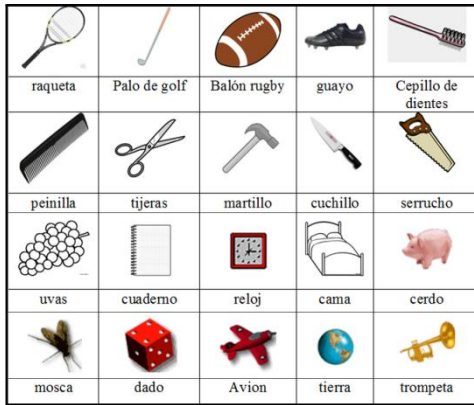 raqueta
Palo de golf
Balón rugby
guayo
Cepillo de dientes
peinilla
tijeras
martillo
cuchillo
serrucho
uvas
cuaderno
reloj
cama
cerdo
mosca
dado
Avion
tierra
trompeta